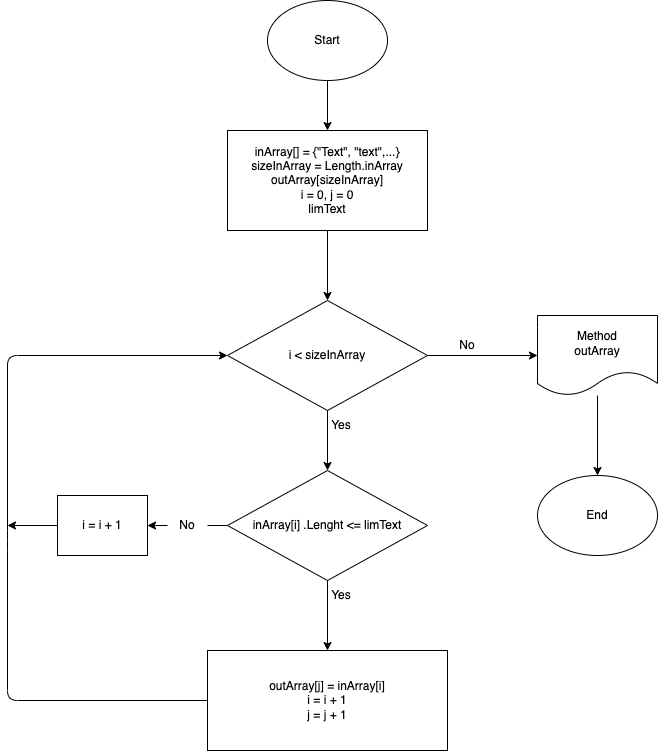 Start
inArray[] = {"Text", "text",...}
sizeInArray = Length.inArray
outArray[sizeInArray]
i = 0, j = 0
limText
i < sizeInArray
No
Method
outArray
Yes
inArray[i] .Lenght <= limText
No
i = i + 1
End
Yes
outArray[j] = inArray[i]
i = i + 1
j = j + 1